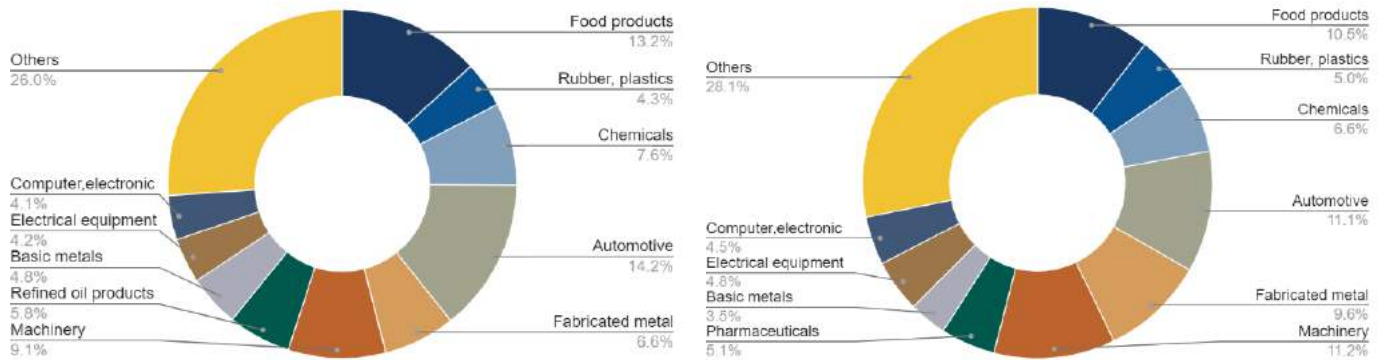 Food products
13.2%
Rubber, plastics
4.3%
Chemicals
7.6%
Automotive
14.2%
Fabricated metal
6.6%
Others
26.0%
Computer,electronic
4.1%
Electrical equipment
4.2%
Basic metals
4.8%
Refined oil products
5.8%
Machinery
9.1%
Food products
10.5%
Rubber, plastics
5.0%
Chemicals
6.6%
Automotive
11.1%
Fabricated metal
9.6%
Machinery
11.2%
Others
28.1%
Computer,electronic
4.5%
Electrical equipment
4.8%
Basic metals
3.5%
Pharmaceuticals
5.1%